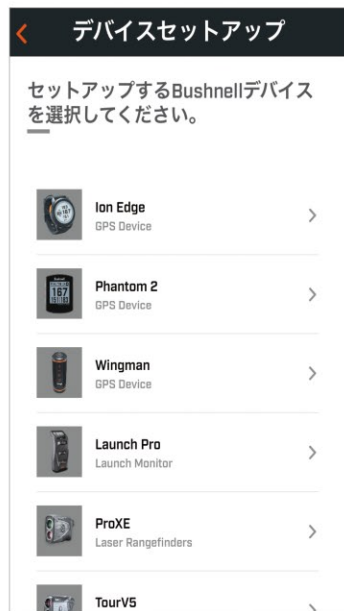 デバイスセットアップ
セットアップするBushnellデバイス
を選択してください。
Ion Edge
GPS Device
Phantom 2
GPS Device
Wingman
GPS Device
Launch Pro
Launch Monitor
ProXE
Laser Rangefinders
TourV5